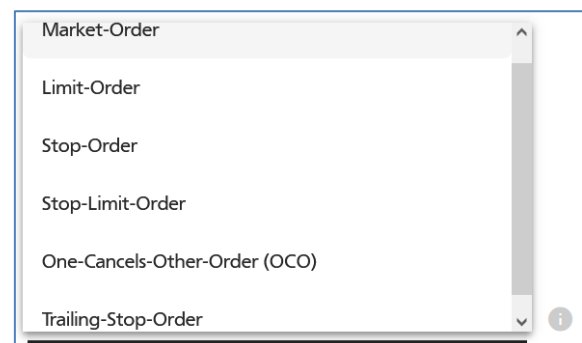 Market-Order
Limit-Order
Stop-Order
Stop-Limit-Order
One-Cancels-Other-Order (OCO)
Trailing-Stop-Order